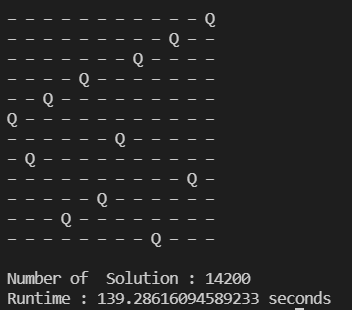 - - - - - - - - - - - Q
- - - - - - - - - Q - -
- - - - - - - Q - - - -
- - - - Q - - - - - - -
- - Q - - - - - - - - -
Q - - - - - - - - - - -
- - - - - - Q - - - - -
- Q - - - - - - - - - -
- - - - - - - - - - Q -
- - - - - Q - - - - - -
- - - Q - - - - - - - -
- - - - - - - - Q - - -
Number of  Solution : 14200
Runtime : 139.28616094589233 seconds